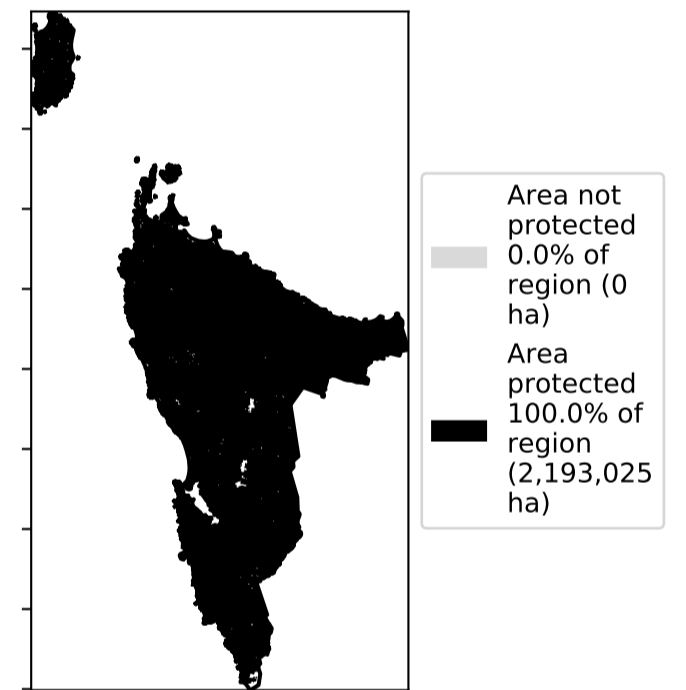 Area not
protected
0.0% of
region (0
ha)
Area
protected
100.0% of
region
(2,193,025
ha)